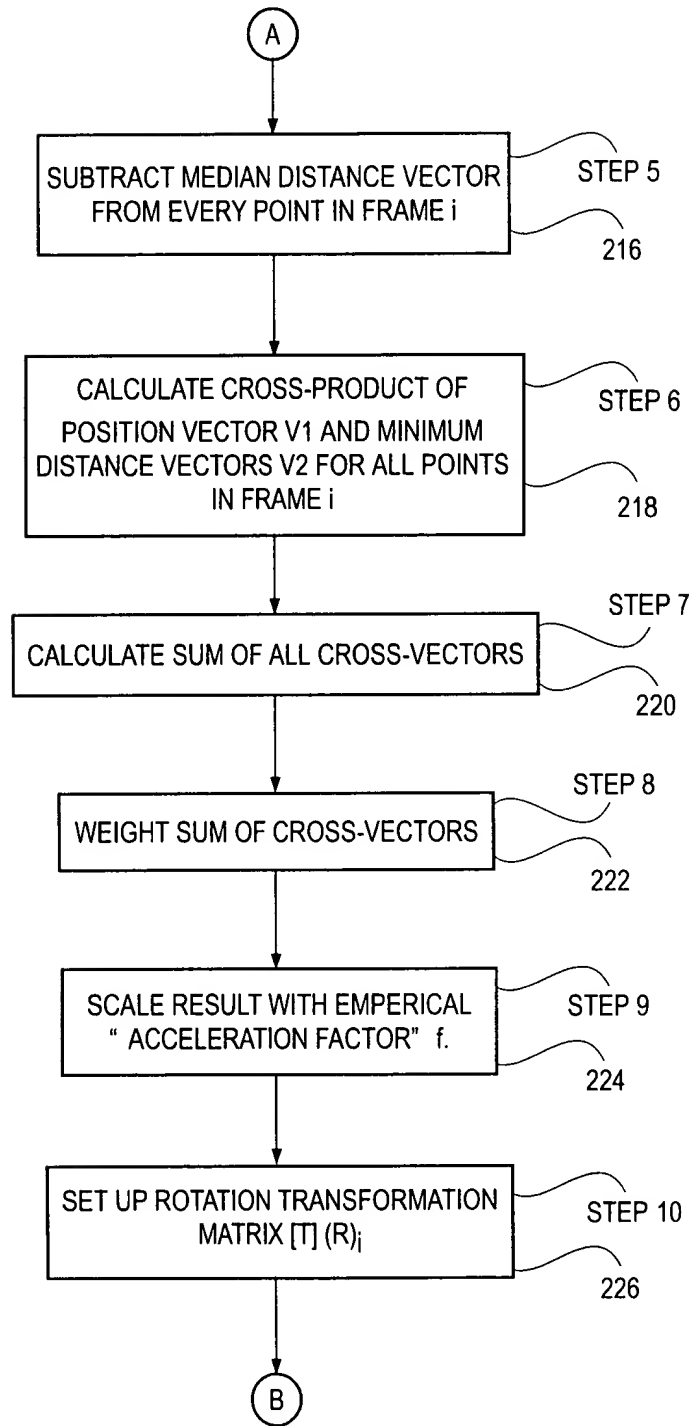 A
SUBTRACT MEDIAN DISTANCE VECTOR
FROM EVERY POINT IN FRAME i
STEP 5
216
CALCULATE CROSS-PRODUCT OF
POSITION VECTOR V1 AND MINIMUM
DISTANCE VECTORS V2 FOR ALL POINTS
IN FRAME i
STEP 6
218
CALCULATE SUM OF ALL CROSS-VECTORS
STEP 7
220
WEIGHT SUM OF CROSS-VECTORS
STEP 8
222
SCALE RESULT WITH EMPERICAL
“ ACCELERATION FACTOR” f.
STEP 9
224
SET UP ROTATION TRANSFORMATION
MATRIX [T] (R)i
STEP 10
226
B